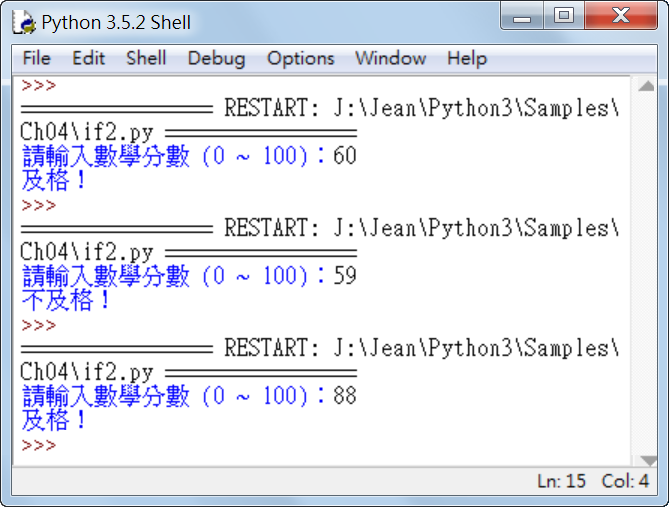 Python 3.5.2 Shell
File Edit Shell Debug Options Window Help
>>>
================ RESTART: J:\Jean\Python3\Samples\
Ch04\if2.py ================
請輸入數學分數 (0 ~ 100)：60
及格！
>>>
================ RESTART: J:\Jean\Python3\Samples\
Ch04\if2.py ================
請輸入數學分數 (0 ~ 100)：59
不及格！
>>>
================ RESTART: J:\Jean\Python3\Samples\
Ch04\if2.py ================
請輸入數學分數 (0 ~ 100)：88
及格！
>>>
Ln: 15 Col: 4